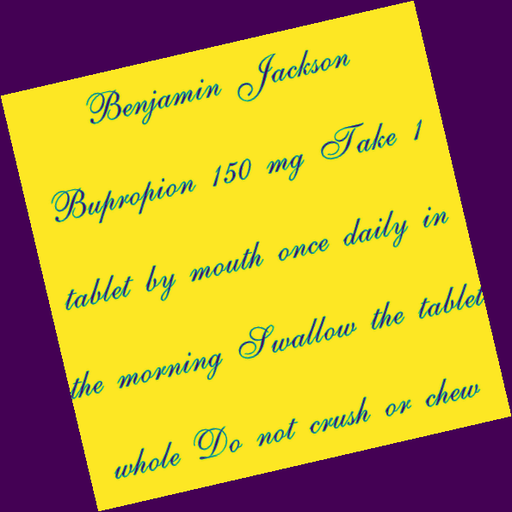 Benjamin Jackson
Bupropion 150 mg Take 1
tablet by mouth once daily in
the morning Swallow the tablet
whole Do not crush or chew